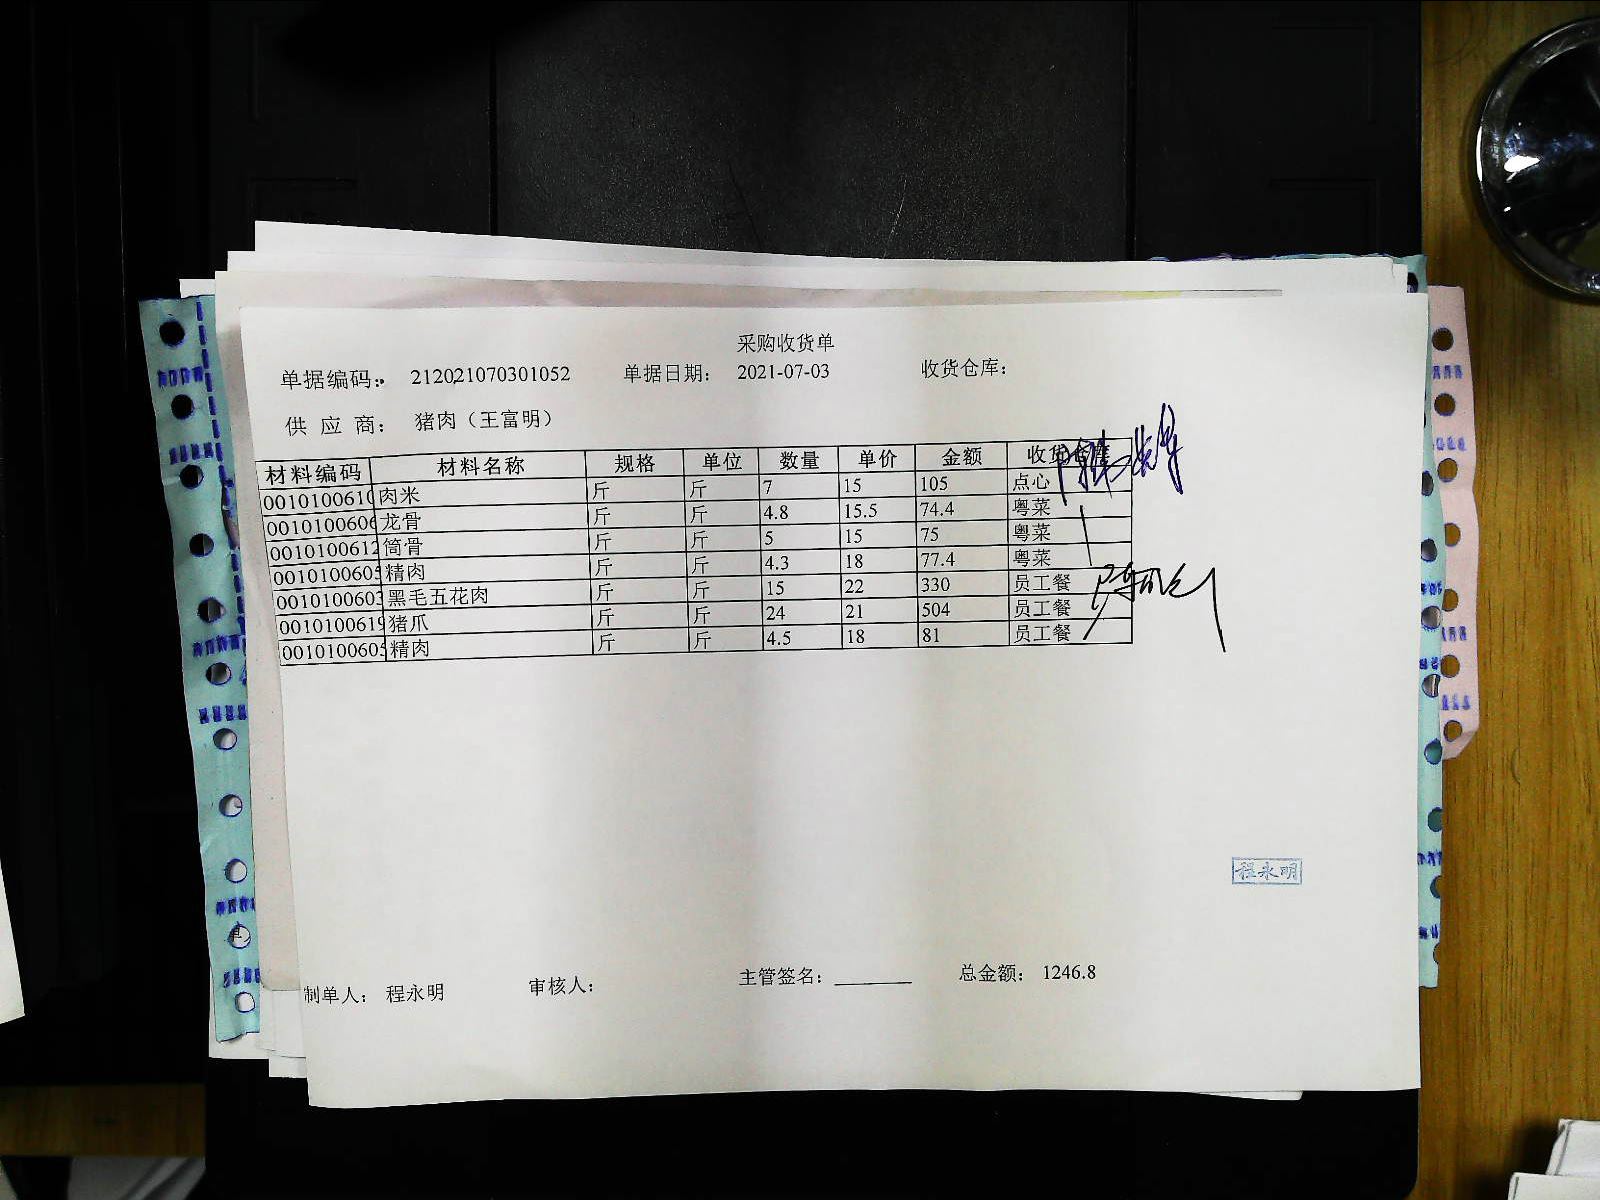 采购收货单
单据编码： 212021070301052 单据日期： 2021-07-03 收货仓库：
供 应 商： 猪肉（王富明）
材料编码 材料名称 规格 单位 数量 单价 金额 收货仓库
0010100610 肉米 斤 斤 7 15 105 点心
0010100606 龙骨 斤 斤 4.8 15.5 74.4 粤菜
0010100612 筒骨 斤 斤 5 15 75 粤菜
0010100605 精肉 斤 斤 4.3 18 77.4 粤菜
0010100603 黑毛五花肉 斤 斤 15 22 330 员工餐
0010100619 猪爪 斤 斤 24 21 504 员工餐
0010100605 精肉 斤 斤 4.5 18 81 员工餐
程永明
制单人： 程永明 审核人： 主管签名： 总金额： 1246.8